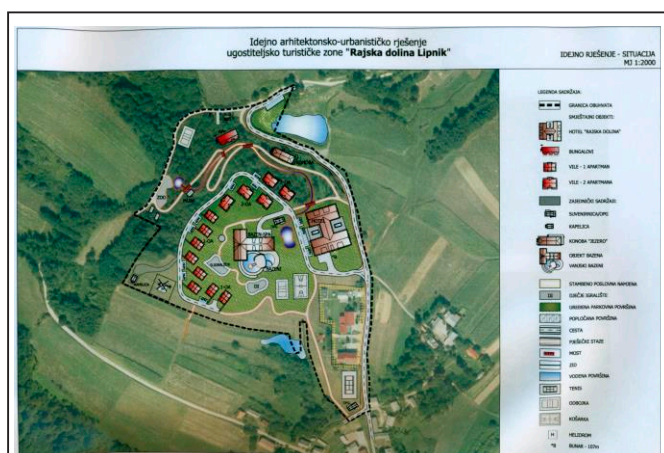 Idejno arhitektonsko-urbanističko rješenje
ugostiteljsko turističke zone "Rajska dolina Lipnik"
IDEJNO RJEŠENJE - SITUACIJA
MJ 1:2000
LEGENDA SADRŽAJA:
GRANICA OBUHVATA
SMJEŠTAJNI OBJEKTI:
HOTEL "RAJSKA DOLINA"
BUNGALOVI
VILE - 1 APARTMAN
VILE - 2 APARTMANA
ZAJEDNIČKI SADRŽAJI
SUVENIRNICA/OPG
KAPELICA
KONOBA "JEZERO"
OBJEKT BAZENA
VANJSKI BAZENI
STAMBENO POSLOVNA NAMJENA
DJEČJE IGRALIŠTE
UREĐENA PARKOVNA POVRŠINA
POPLOČANA POVRŠINA
CESTA
PJEŠAČKE STAZE
MOST
ZID
VODENA POVRŠINA
TENIS
ODBOJKA
KOŠARKA
H HELIDROM
BUNAR - 107m
ZOO